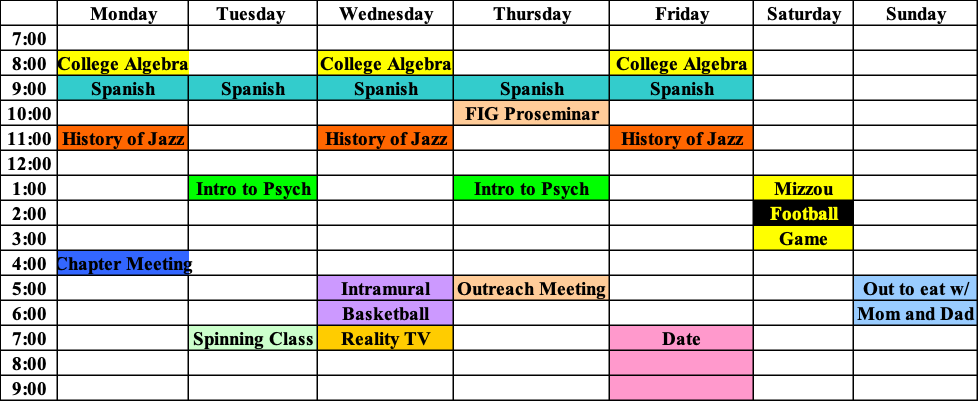 Monday Tuesday Wednesday Thursday Friday Saturday Sunday
7:00
8:00 College Algebra College Algebra College Algebra
9:00 Spanish Spanish Spanish Spanish Spanish
10:00 FIG Proseminar
11:00 History of Jazz History of Jazz History of Jazz
12:00
1:00 Intro to Psych Intro to Psych Mizzou
2:00 Football
3:00 Game
4:00 Chapter Meeting
5:00 Intramural Outreach Meeting Out to eat w/
6:00 Basketball Mom and Dad
7:00 Spinning Class Reality TV Date
8:00
9:00